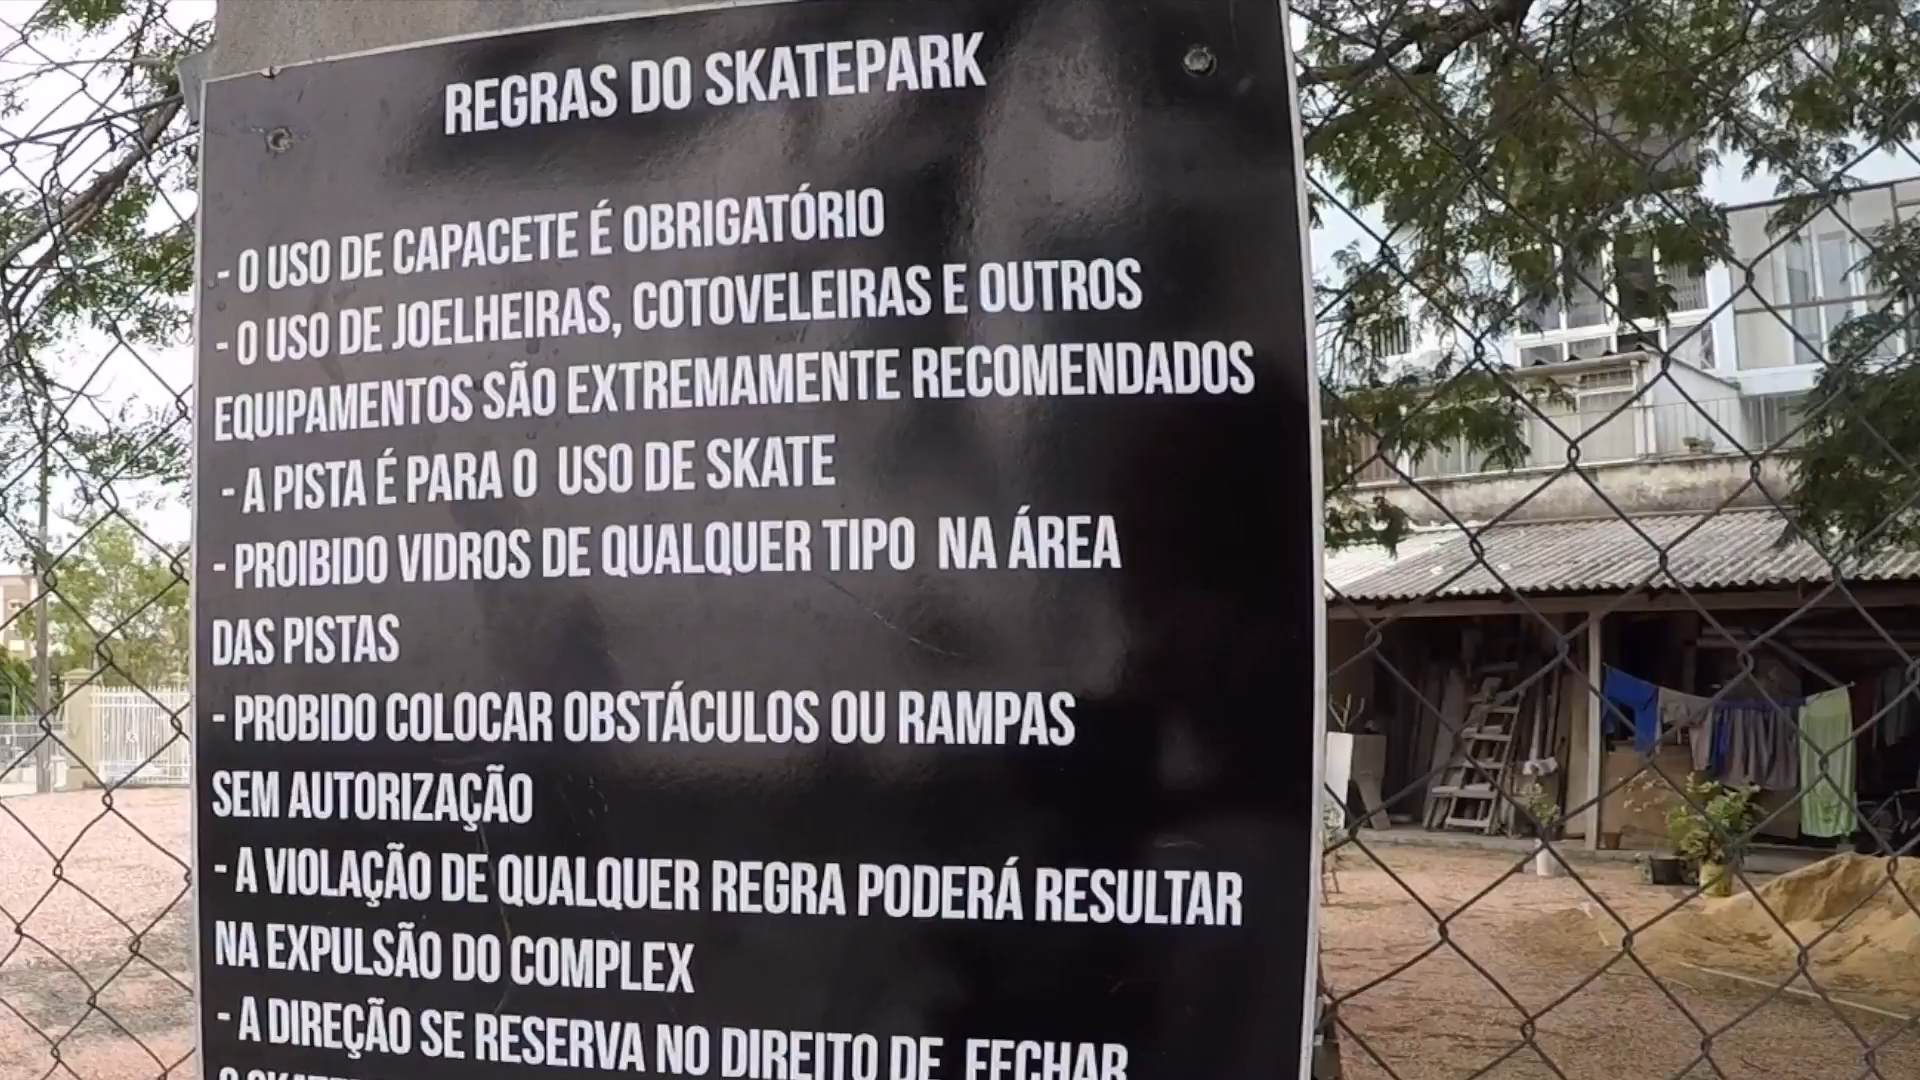 REGRAS DO SKATEPARK
- O USO DE CAPACETE É OBRIGATÓRIO
- O USO DE JOELHEIRAS, COTOVELEIRAS E OUTROS
EQUIPAMENTOS SÃO EXTREMAMENTE RECOMENDADOS
- A PISTA É PARA O USO DE SKATE
- PROIBIDO VIDROS DE QUALQUER TIPO NA ÁREA
DAS PISTAS
- PROBIDO COLOCAR OBSTÁCULOS OU RAMPAS
SEM AUTORIZAÇÃO
- A VIOLAÇÃO DE QUALQUER REGRA PODERÁ RESULTAR
NA EXPULSÃO DO COMPLEX
- A DIREÇÃO SE RESERVA NO DIREITO DE FECHAR